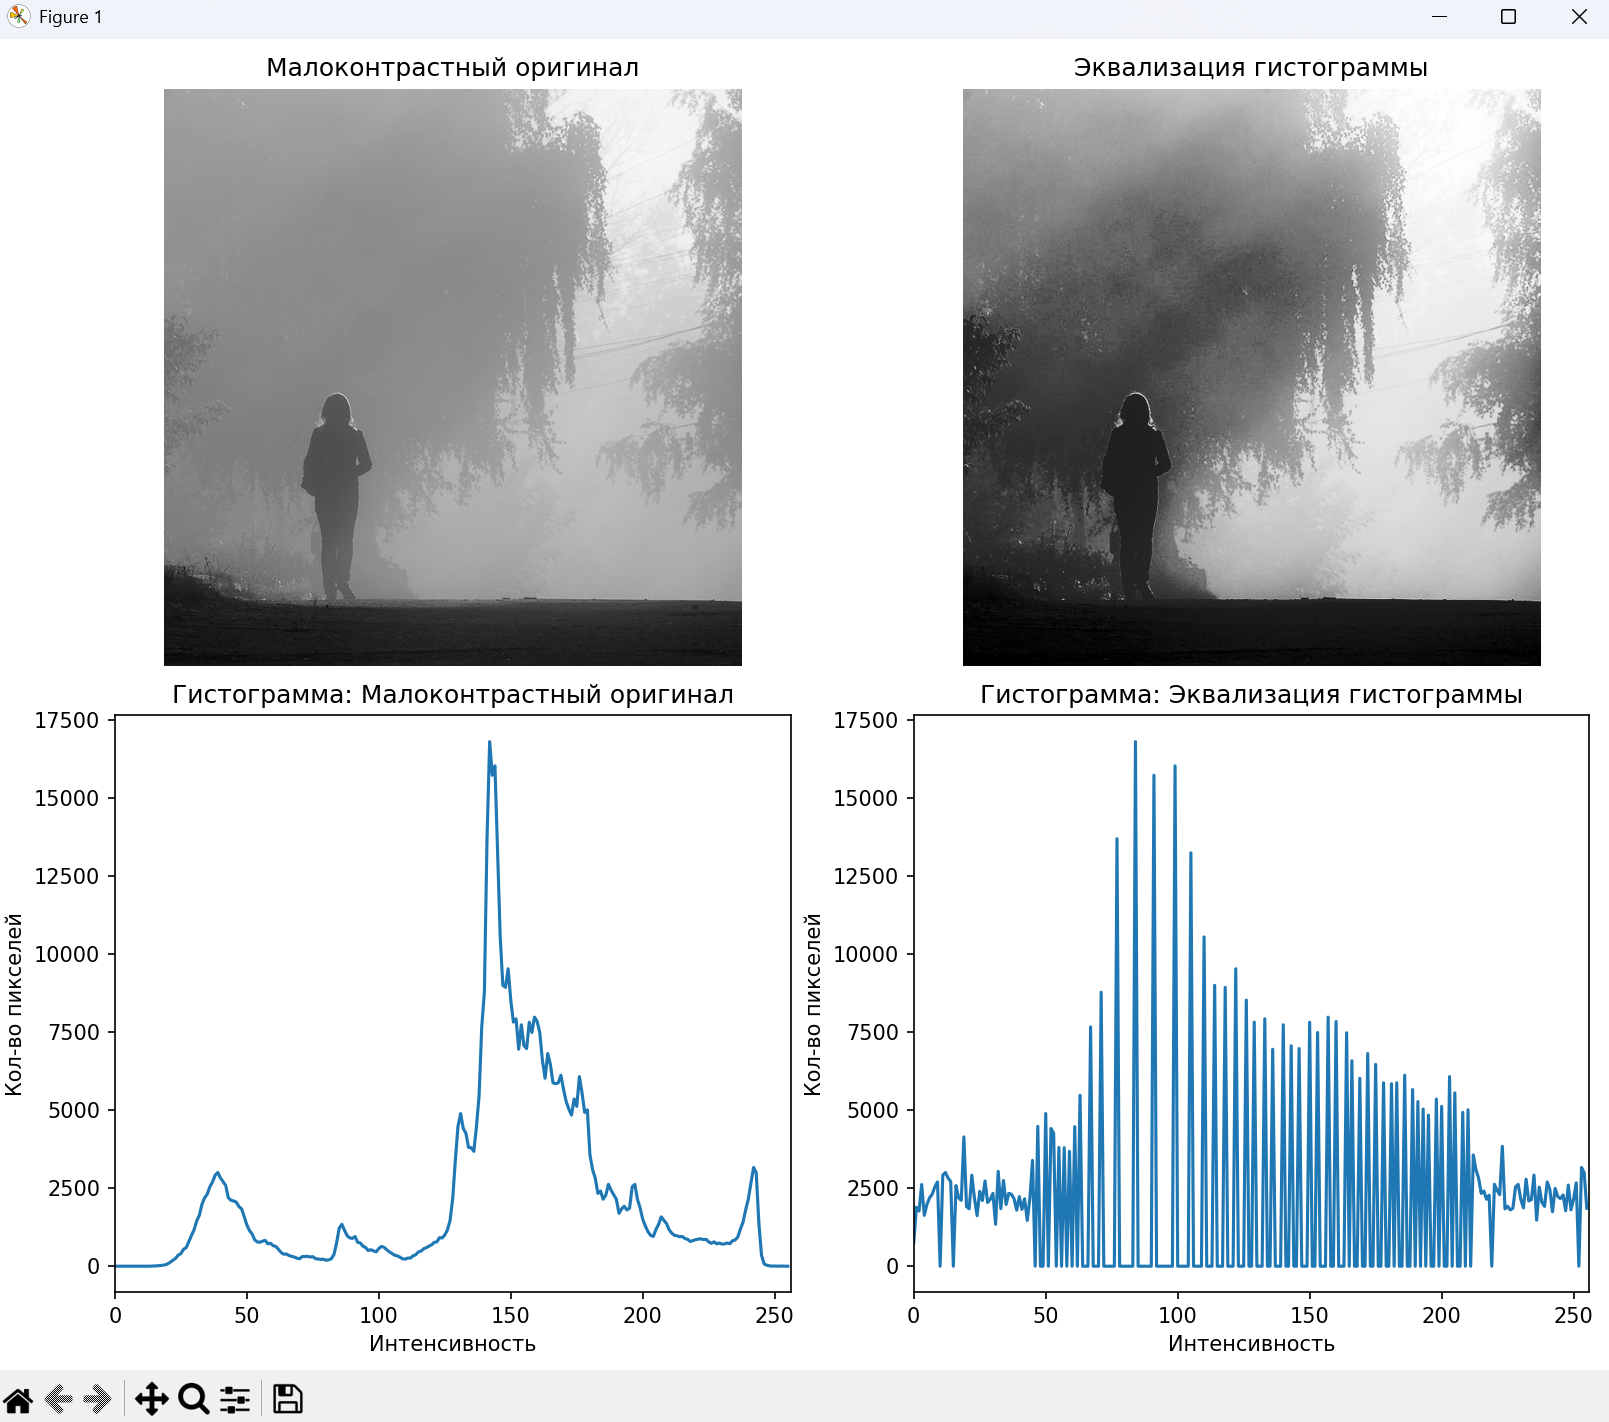 Figure 1
Малоконтрастный оригинал
Эквализация гистограммы
Гистограмма: Малоконтрастный оригинал
17500
15000
12500
10000
7500
5000
2500
0
Кол-во пикселей
0 50 100 150 200 250
Интенсивность
Гистограмма: Эквализация гистограммы
17500
15000
12500
10000
7500
5000
2500
0
Кол-во пикселей
0 50 100 150 200 250
Интенсивность